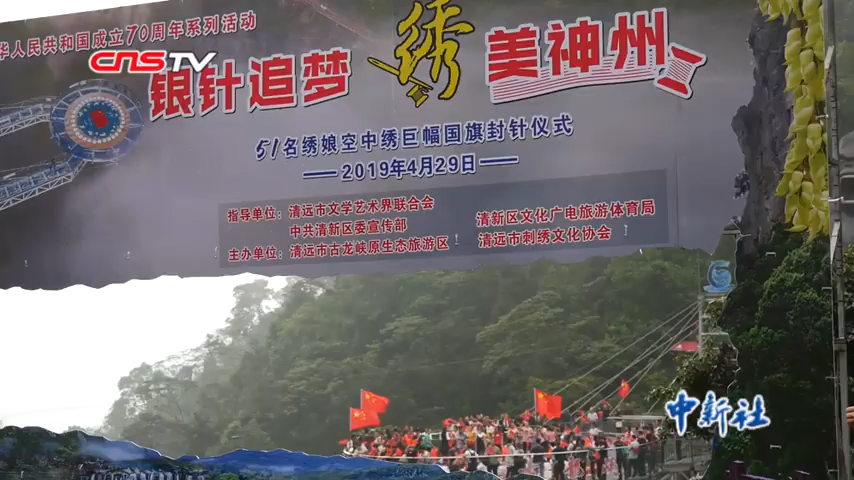 华人民共和国成立70周年系列活动
CNSTV
银针追梦 绣 美神州
51名绣娘空中绣巨幅国旗封针仪式
2019年4月29日
指导单位：清远市文学艺术界联合会 清新区文化广电旅游体育局
中共清新区委宣传部
主办单位：清远市古龙峡原生态旅游区 清远市刺绣文化协会
中新社